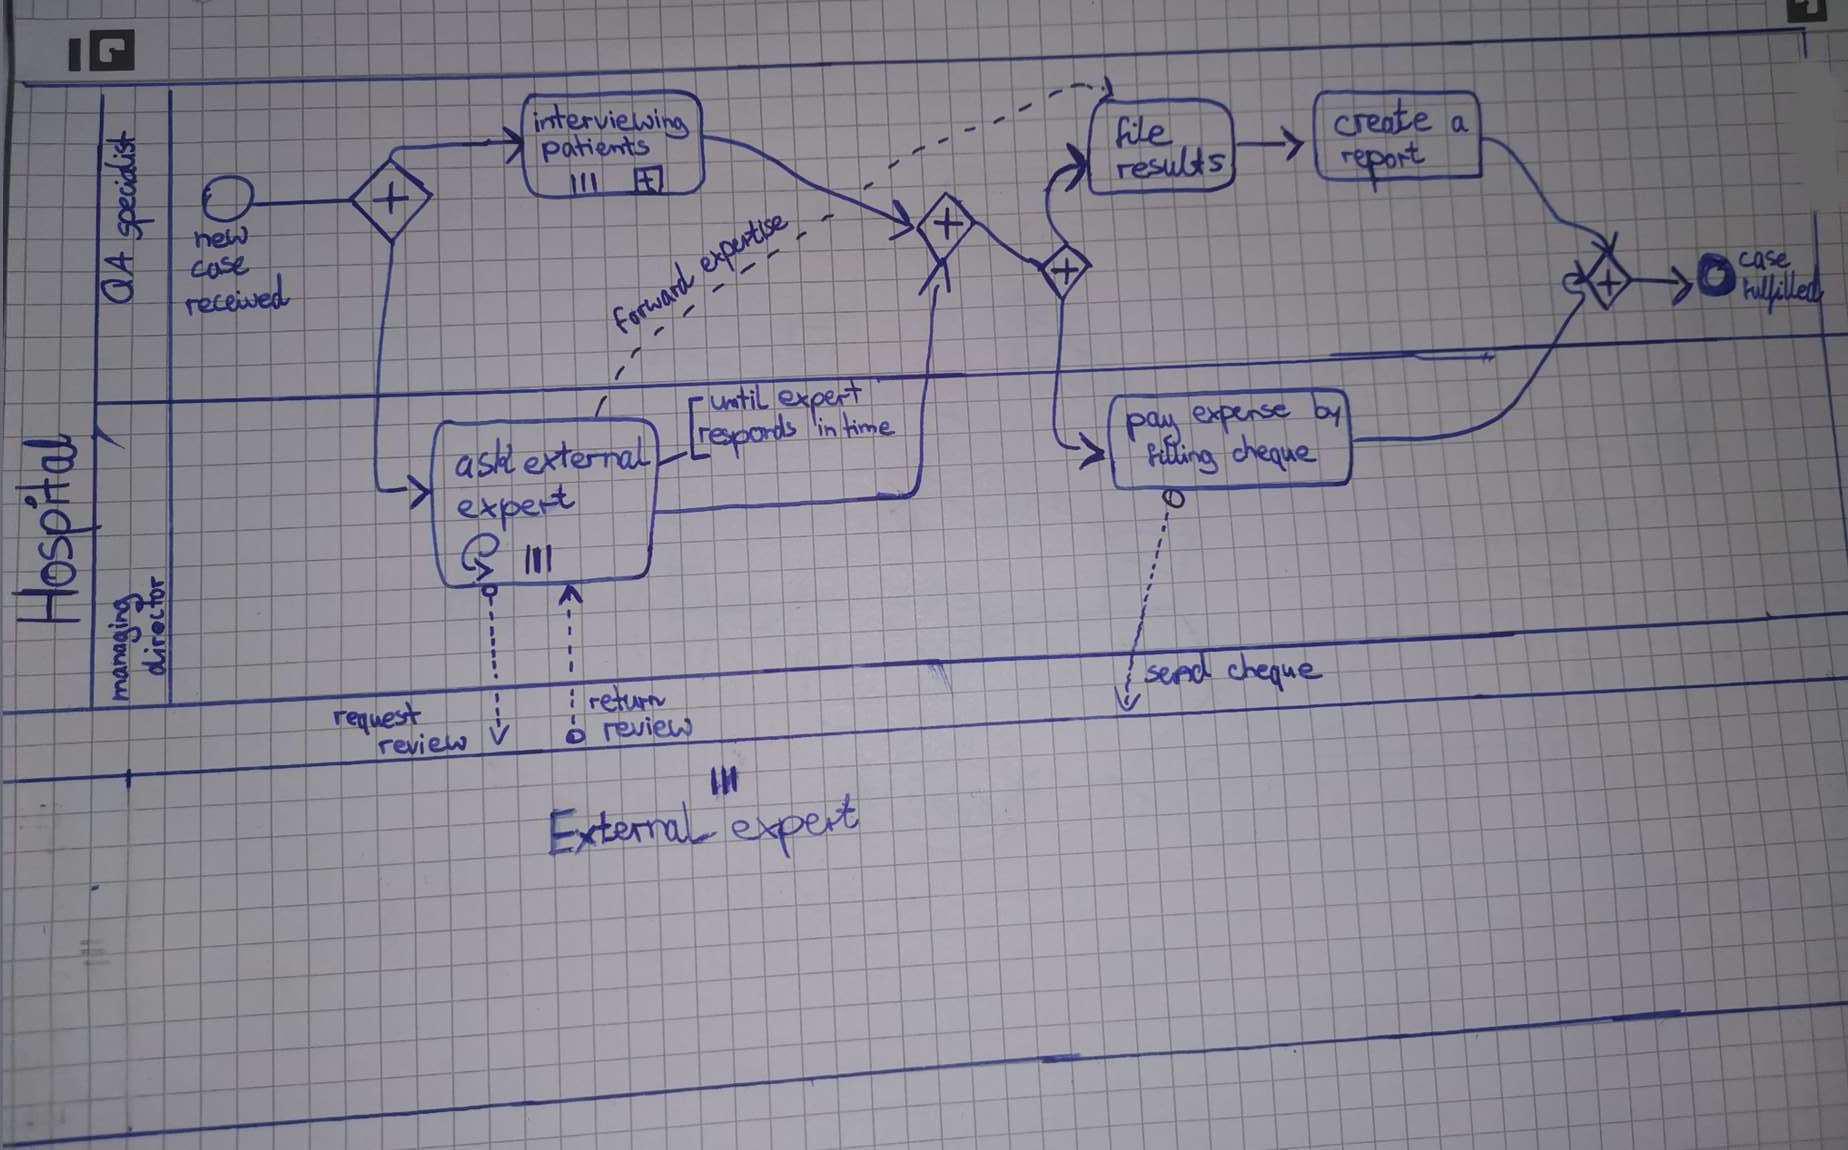 Hospital
QA specialist
managing
director
new
case
received
interviewing
patients
forward expertise
file
results
create a
report
case
fulfilled
until expert
responds in time
ask external
expert
pay expense by
filling cheque
request
review
return
review
send cheque
External expert